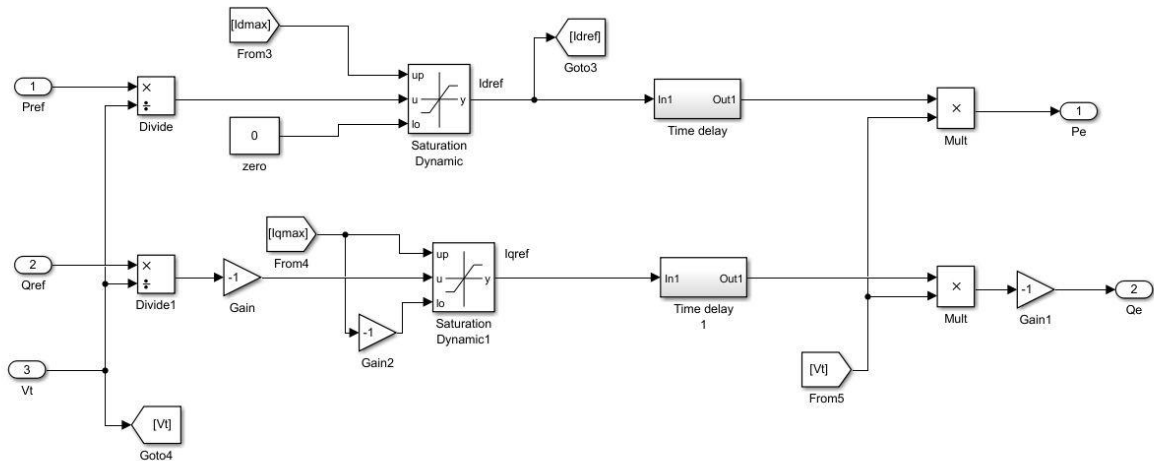 [Idmax]
From3
[Idref]
Goto3
1
Pref
×
÷
Divide
0
zero
up
u
lo
y
Saturation
Dynamic
Idref
In1
Out1
Time delay
×
Mult
1
Pe
[Iqmax]
From4
2
Qref
×
÷
Divide1
-1
Gain
-1
Gain2
up
u
lo
y
Saturation
Dynamic1
Iqref
In1
Out1
Time delay
1
×
Mult
-1
Gain1
2
Qe
3
Vt
[Vt]
From5
[Vt]
Goto4